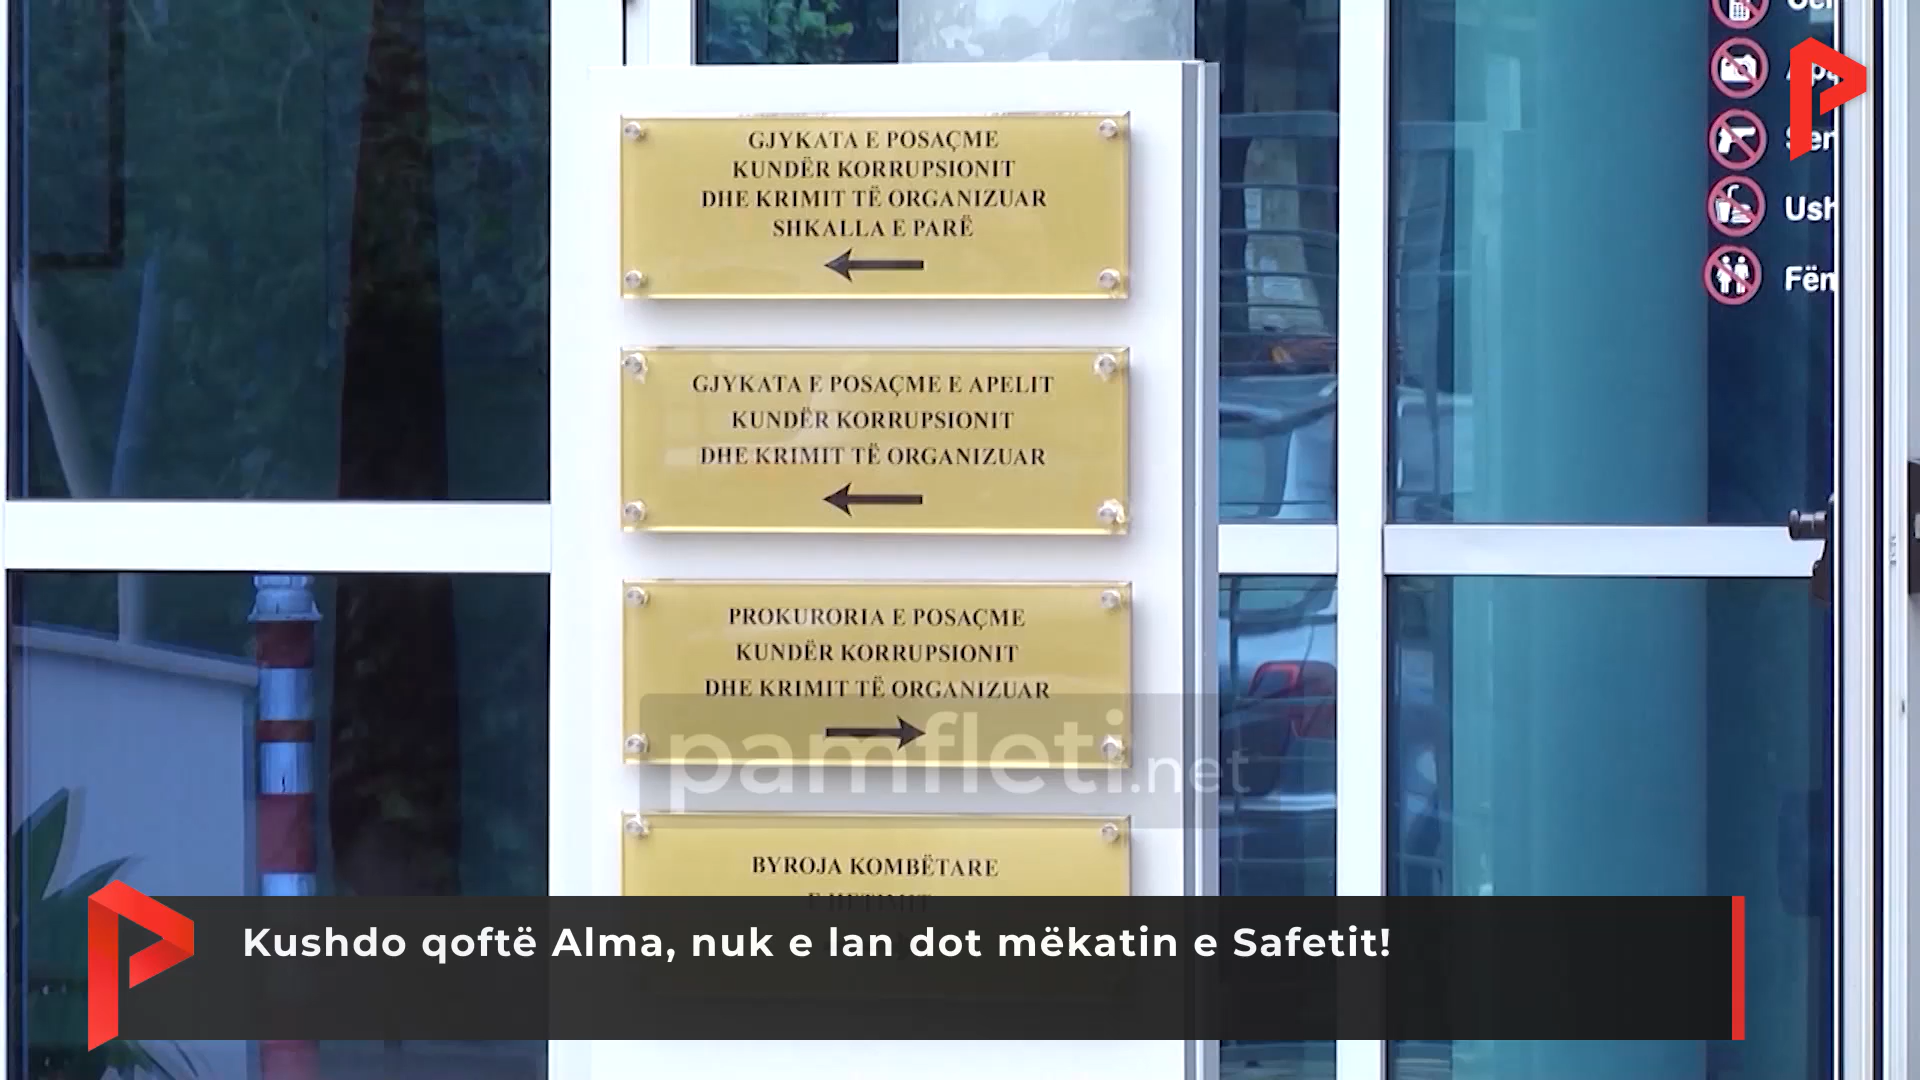 GJYKATA E POSAÇME
KUNDËR KORRUPSIONIT
DHE KRIMIT TË ORGANIZUAR
SHKALLA E PARË
GJYKATA E POSAÇME E APELIT
KUNDËR KORRUPSIONIT
DHE KRIMIT TË ORGANIZUAR
PROKURORIA E POSAÇME
KUNDËR KORRUPSIONIT
DHE KRIMIT TË ORGANIZUAR
pamfleti.net
BYROJA KOMBËTARE
E HETIMIT
Kushdo qoftë Alma, nuk e lan dot mëkatin e Safetit!
Ush
Fën